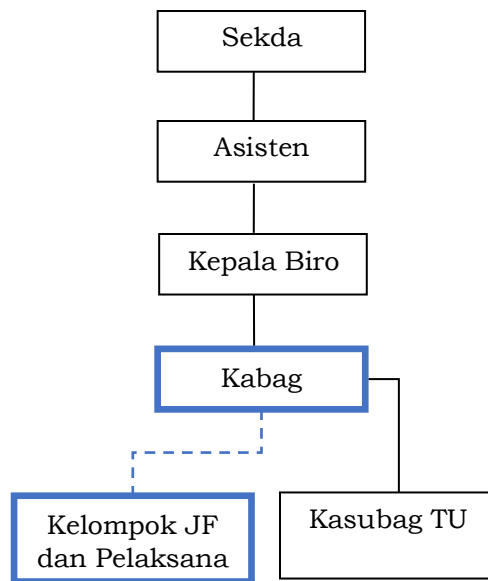 Sekda
Asisten
Kepala Biro
Kabag
Kelompok JF
dan Pelaksana
Kasubag TU